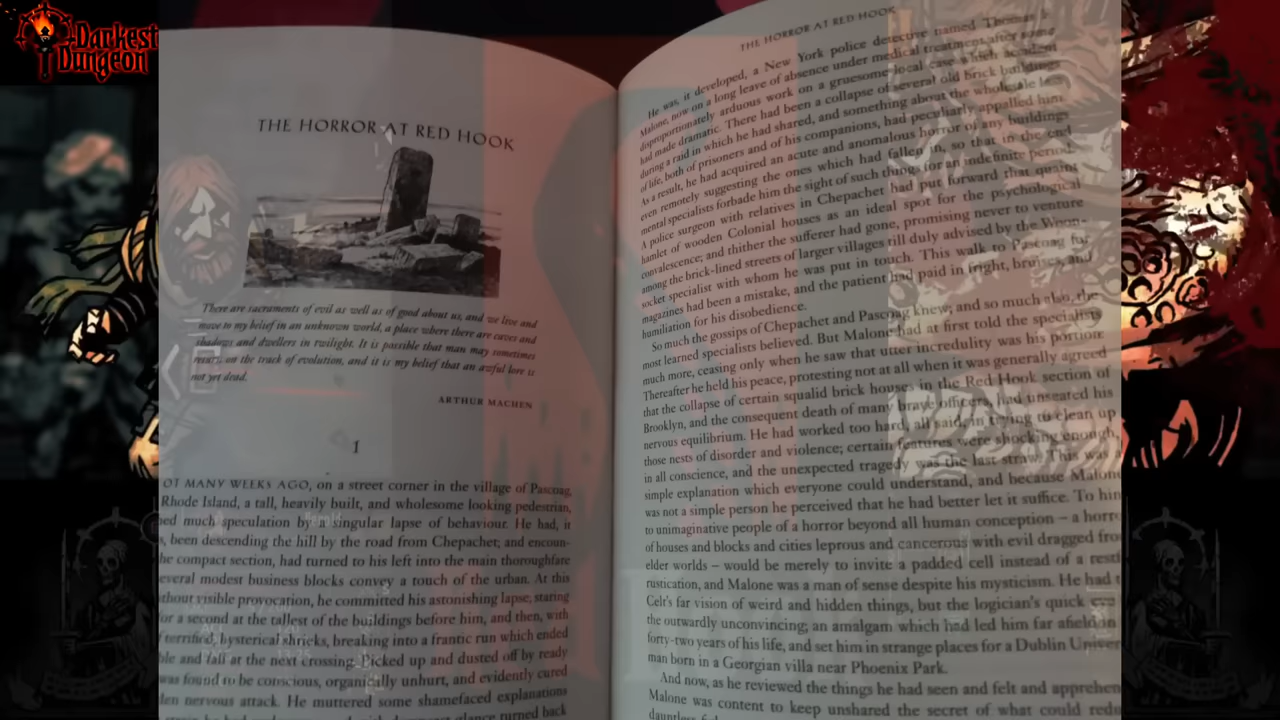 Darkest
Dungeon
THE HORROR AT RED HOOK
There are sacraments of evil as well as of good about us, and we live and
move to my belief in an unknown world, a place where there are caves and
shadows and dwellers in twilight. It is possible that man may sometimes
return on the track of evolution, and it is my belief that an awful lore is
not yet dead.
ARTHUR MACHEN
1
OT MANY WEEKS AGO, on a street corner in the village of Pascoag,
Rhode Island, a tall, heavily built, and wholesome looking pedestrian,
ed much speculation by a singular lapse of behaviour. He had, it
s, been descending the hill by the road from Chepachet; and encoun-
he compact section, had turned to his left into the main thoroughfare
everal modest business blocks convey a touch of the urban. At this
thout visible provocation, he committed his astonishing lapse; staring
or a second at the tallest of the buildings before him, and then, with
f terrified, hysterical shrieks, breaking into a frantic run which ended
ble and fall at the next crossing. Picked up and dusted off by ready
was found to be conscious, organically unhurt, and evidently cured
den nervous attack. He muttered some shamefaced explanations
glance turned back
THE HORROR AT RED HOOK
He was, it developed, a New York police detective named Thomas
Malone, now on a long leave of absence under medical treatment after some
disproportionately arduous work on a gruesome local case which accident
had made dramatic. There had been a collapse of several old brick buildings
during a raid in which he had shared, and something about the wholesale loss
of life, both of prisoners and of his companions, had peculiarly appalled him.
As a result, he had acquired an acute and anomalous horror of any buildings
even remotely suggesting the ones which had fallen in, so that in the end
mental specialists forbade him the sight of such things for an indefinite period.
A police surgeon with relatives in Chepachet had put forward that quaint
hamlet of wooden Colonial houses as an ideal spot for the psychological
convalescence; and thither the sufferer had gone, promising never to venture
among the brick-lined streets of larger villages till duly advised by the Woon-
socket specialist with whom he was put in touch. This walk to Pascoag for
magazines had been a mistake, and the patient had paid in fright, bruises, and
humiliation for his disobedience.
So much the gossips of Chepachet and Pascoag knew; and so much also, the
most learned specialists believed. But Malone had at first told the specialists
much more, ceasing only when he saw that utter incredulity was his portion.
Thereafter he held his peace, protesting not at all when it was generally agreed
that the collapse of certain squalid brick houses in the Red Hook section of
Brooklyn, and the consequent death of many brave officers, had unseated his
nervous equilibrium. He had worked too hard, all said, in trying to clean up
those nests of disorder and violence; certain features were shocking enough,
in all conscience, and the unexpected tragedy was the last straw. This was a
simple explanation which everyone could understand, and because Malone
was not a simple person he perceived that he had better let it suffice. To hin
to unimaginative people of a horror beyond all human conception – a horro
of houses and blocks and cities leprous and cancerous with evil dragged fro
elder worlds – would be merely to invite a padded cell instead of a restf
rustication, and Malone was a man of sense despite his mysticism. He had t
Celt's far vision of weird and hidden things, but the logician's quick eye
the outwardly unconvincing; an amalgam which had led him far afield in
forty-two years of his life, and set him in strange places for a Dublin Univer
man born in a Georgian villa near Phoenix Park.
And now, as he reviewed the things he had seen and felt and apprehen
Malone was content to keep unshared the secret of what could redu